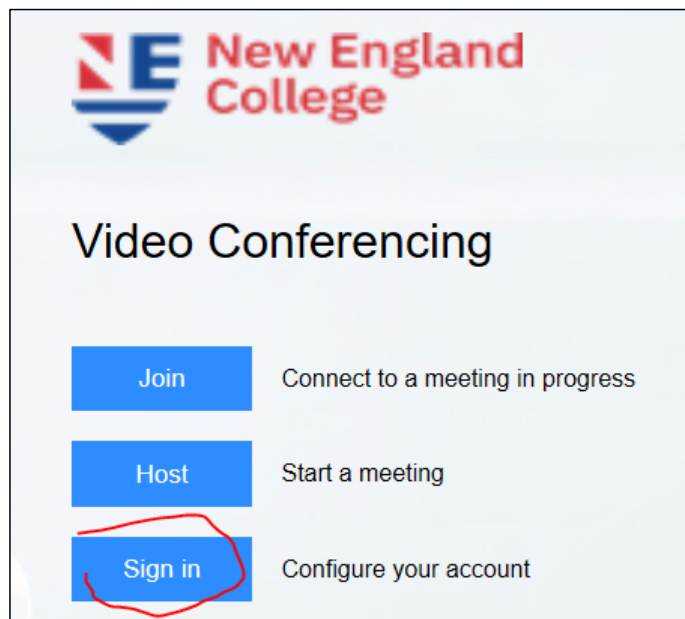 New England
College
Video Conferencing
Join
Connect to a meeting in progress
Host
Start a meeting
Sign in
Configure your account